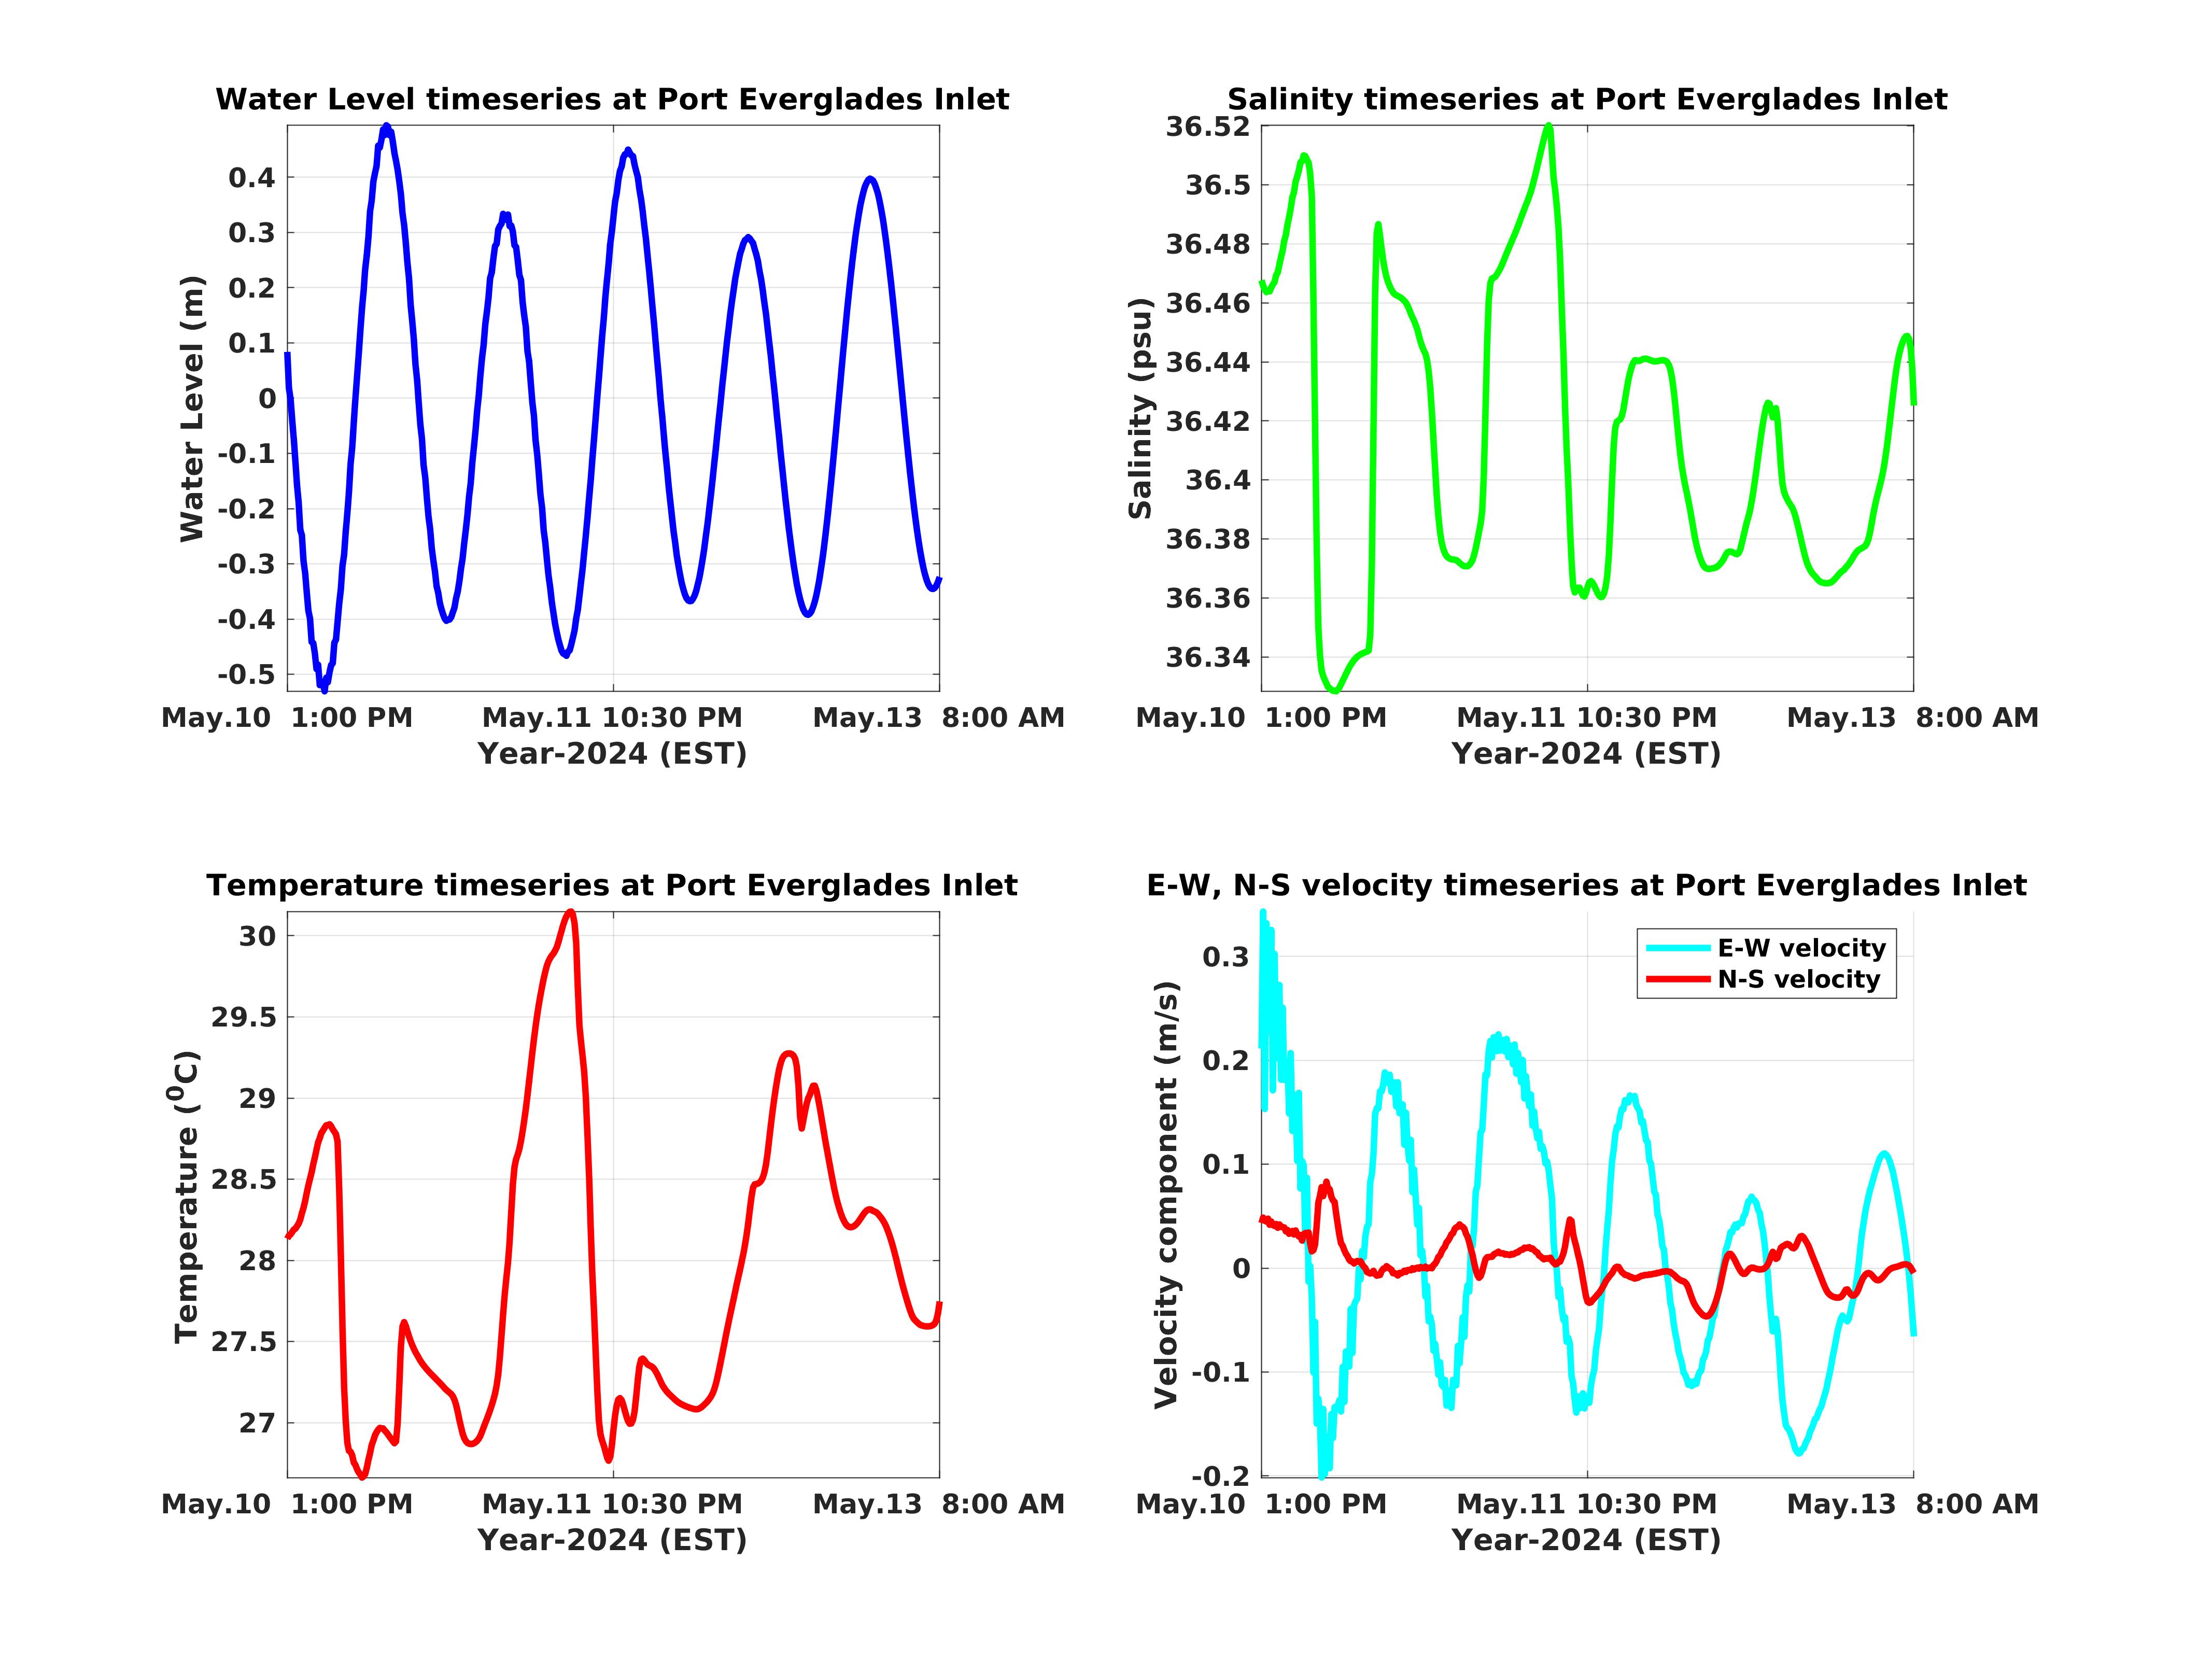 Water Level timeseries at Port Everglades Inlet
Water Level (m)
0.4
0.3
0.2
0.1
0
-0.1
-0.2
-0.3
-0.4
-0.5
May.10 1:00 PM May.11 10:30 PM May.13 8:00 AM
Year-2024 (EST)
Salinity timeseries at Port Everglades Inlet
Salinity (psu)
36.52
36.5
36.48
36.46
36.44
36.42
36.4
36.38
36.36
36.34
May.10 1:00 PM May.11 10:30 PM May.13 8:00 AM
Year-2024 (EST)
Temperature timeseries at Port Everglades Inlet
Temperature (⁰C)
30
29.5
29
28.5
28
27.5
27
May.10 1:00 PM May.11 10:30 PM May.13 8:00 AM
Year-2024 (EST)
E-W, N-S velocity timeseries at Port Everglades Inlet
Velocity component (m/s)
0.3
0.2
0.1
0
-0.1
-0.2
E-W velocity
N-S velocity
May.10 1:00 PM May.11 10:30 PM May.13 8:00 AM
Year-2024 (EST)